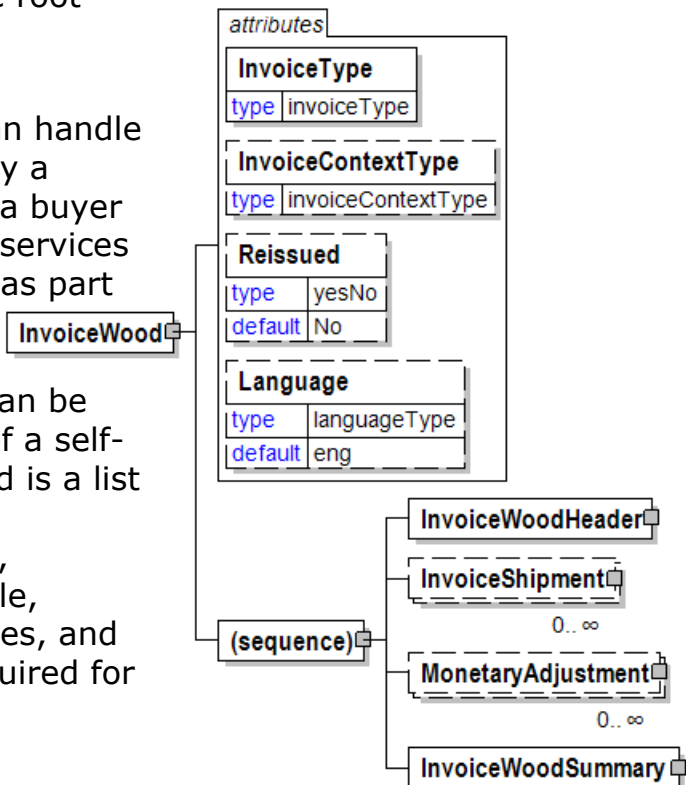 root
an handle
y a
a buyer
services
as part
an be
f a self-
d is a list
,
le,
es, and
uired for
attributes
InvoiceType
type invoiceType
InvoiceContextType
type invoiceContextType
Reissued
type yesNo
default No
Language
type languageType
default eng
InvoiceWood
(sequence)
InvoiceWoodHeader
InvoiceShipment
0.. ∞
MonetaryAdjustment
0.. ∞
InvoiceWoodSummary